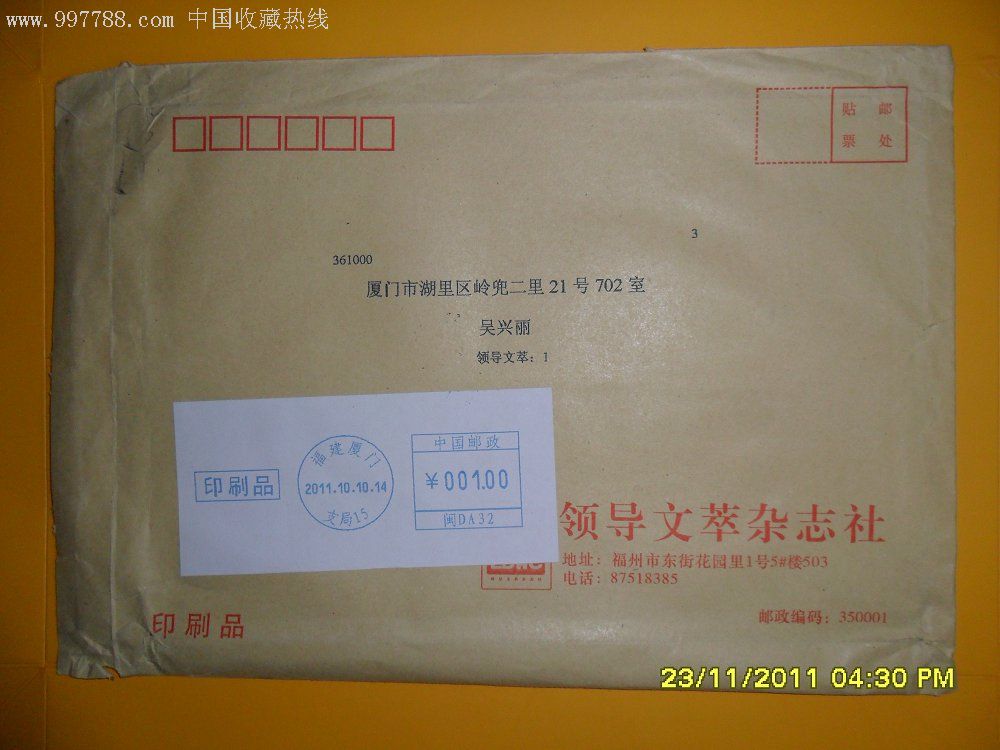 www.997788.com 中国收藏热线
贴 邮
票 处
3
361000
厦门市湖里区岭兜二里 21 号 702 室
吴兴丽
领导文萃：1
印刷品
福建厦门
2011.10.10.14
支局15
中国邮政
￥001.00
闽DA32
领导文萃杂志社
地址：福州市东街花园里1号5#楼503
电话：87518385
印刷品
邮政编码：350001
23/11/2011 04:30 PM